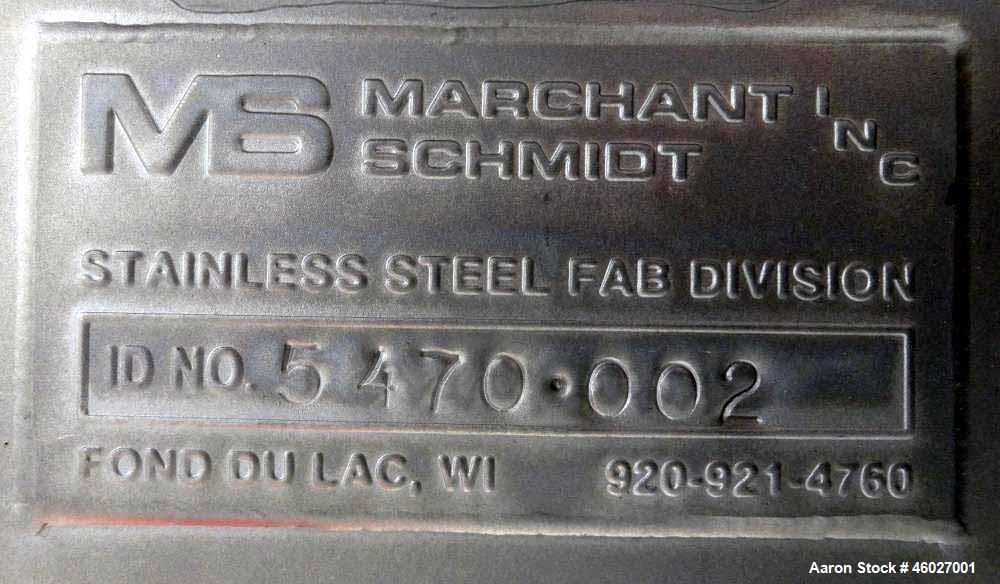 MS MARCHANT INC
SCHMIDT
STAINLESS STEEL FAB DIVISION
ID NO. 5470.002
FOND DU LAC, WI 920-921-4760
Aaron Stock # 46027001